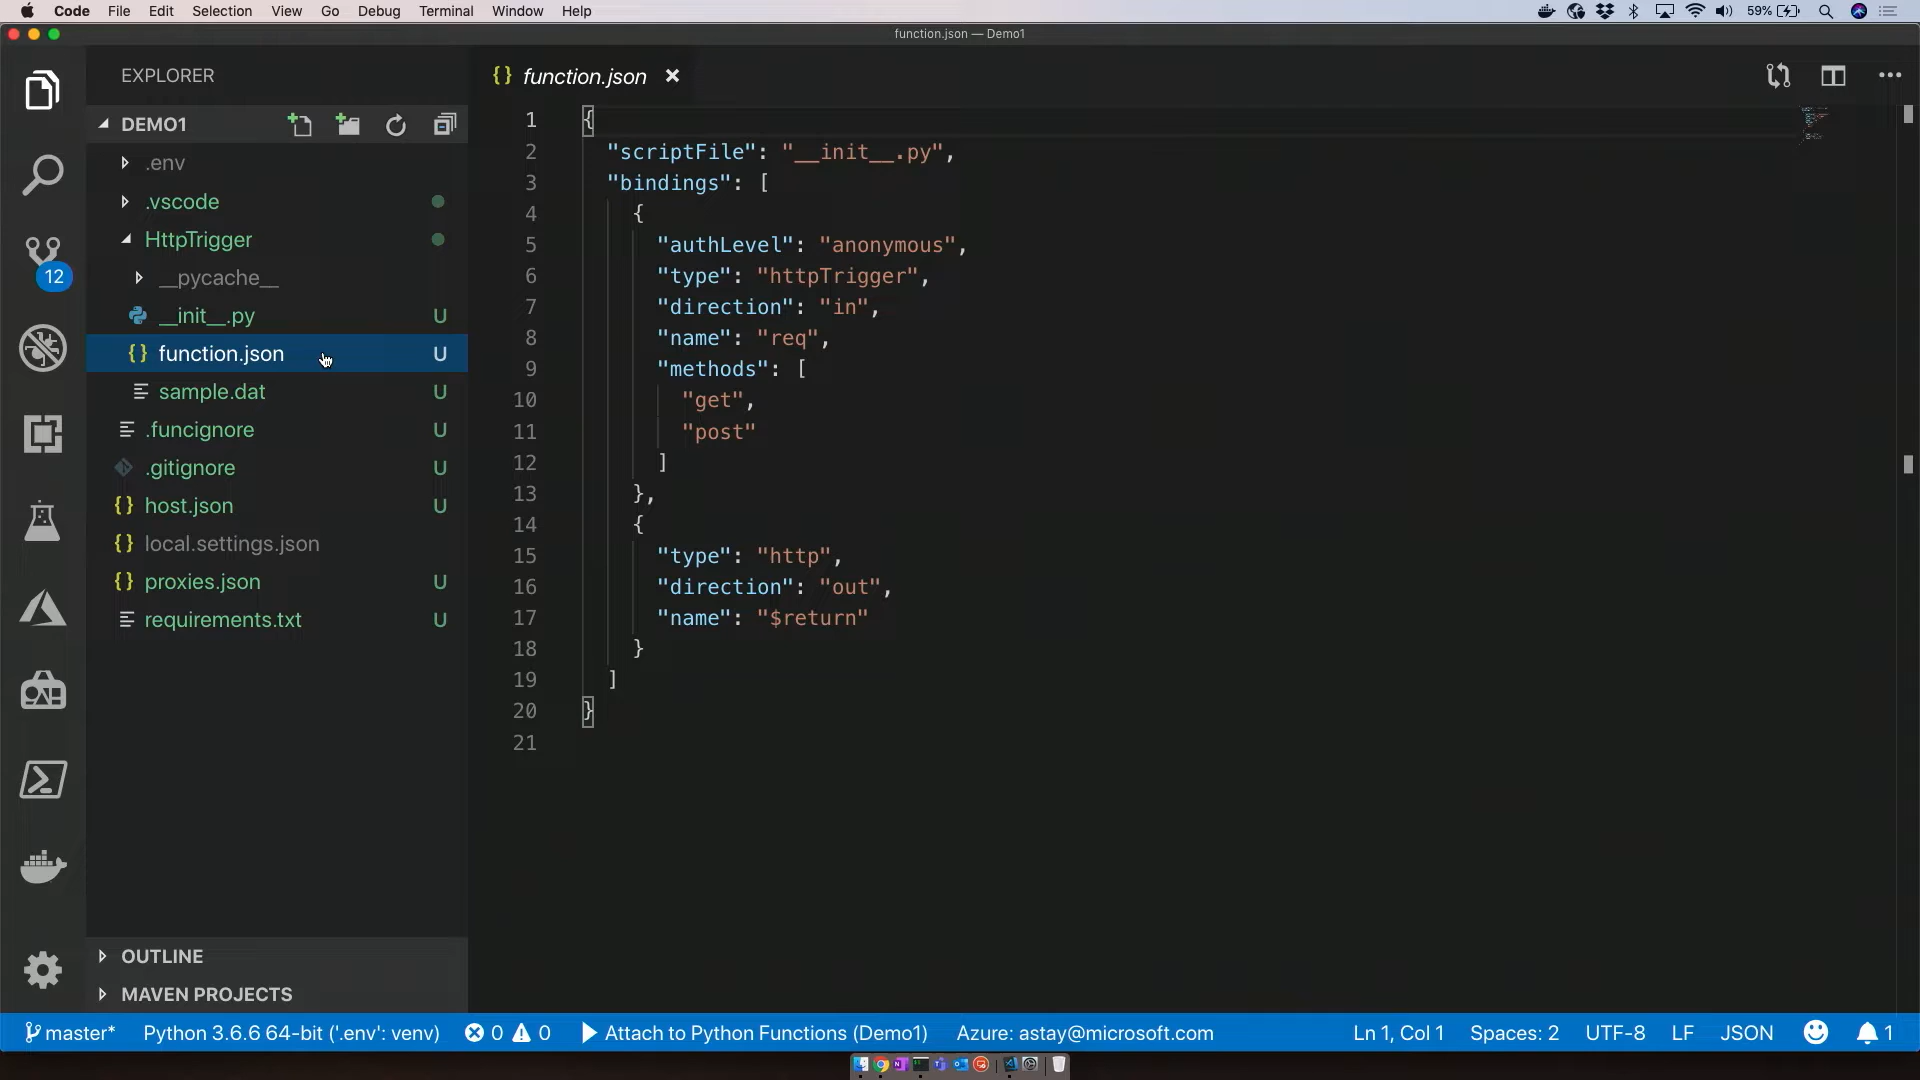 Code File Edit Selection View Go Debug Terminal Window Help 59%
function.json — Demo1
EXPLORER
DEMO1
.env
.vscode
HttpTrigger
__pycache__
__init__.py U
function.json U
sample.dat U
.funcignore U
.gitignore U
host.json U
local.settings.json
proxies.json U
requirements.txt U
12
OUTLINE
MAVEN PROJECTS
{} function.json ×
1 {
2 "scriptFile": "__init__.py",
3 "bindings": [
4 {
5 "authLevel": "anonymous",
6 "type": "httpTrigger",
7 "direction": "in",
8 "name": "req",
9 "methods": [
10 "get",
11 "post"
12 ]
13 },
14 {
15 "type": "http",
16 "direction": "out",
17 "name": "$return"
18 }
19 ]
20 }
21
master* Python 3.6.6 64-bit ('.env': venv) 0 0 Attach to Python Functions (Demo1) Azure: astay@microsoft.com Ln 1, Col 1 Spaces: 2 UTF-8 LF JSON 1